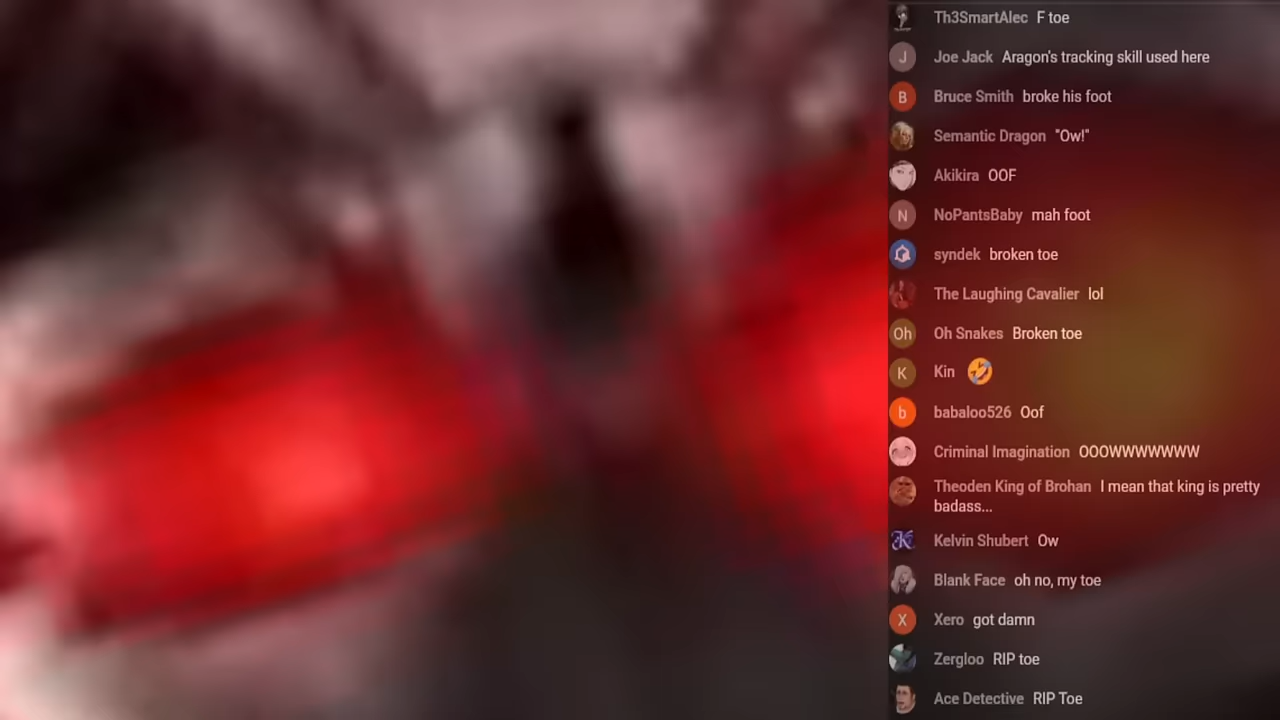 Th3SmartAlec F toe
J Joe Jack Aragon's tracking skill used here
B Bruce Smith broke his foot
Semantic Dragon "Ow!"
Akikira OOF
N NoPantsBaby mah foot
syndek broken toe
The Laughing Cavalier lol
Oh Oh Snakes Broken toe
K Kin 🤣
b babaloo526 Oof
Criminal Imagination OOOWWWWWWW
Theoden King of Brohan I mean that king is pretty
badass...
K Kelvin Shubert Ow
Blank Face oh no, my toe
X Xero got damn
Zergloo RIP toe
Ace Detective RIP Toe